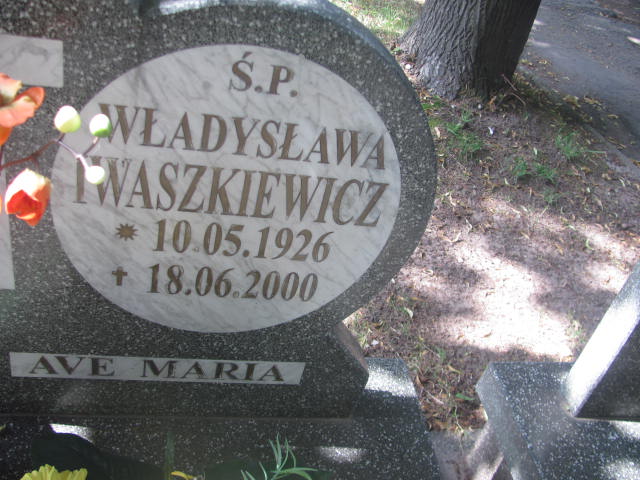 Ś.P.
WŁADYSŁAWA
IWASZKIEWICZ
* 10.05.1926
✝ 18.06.2000
AVE MARIA